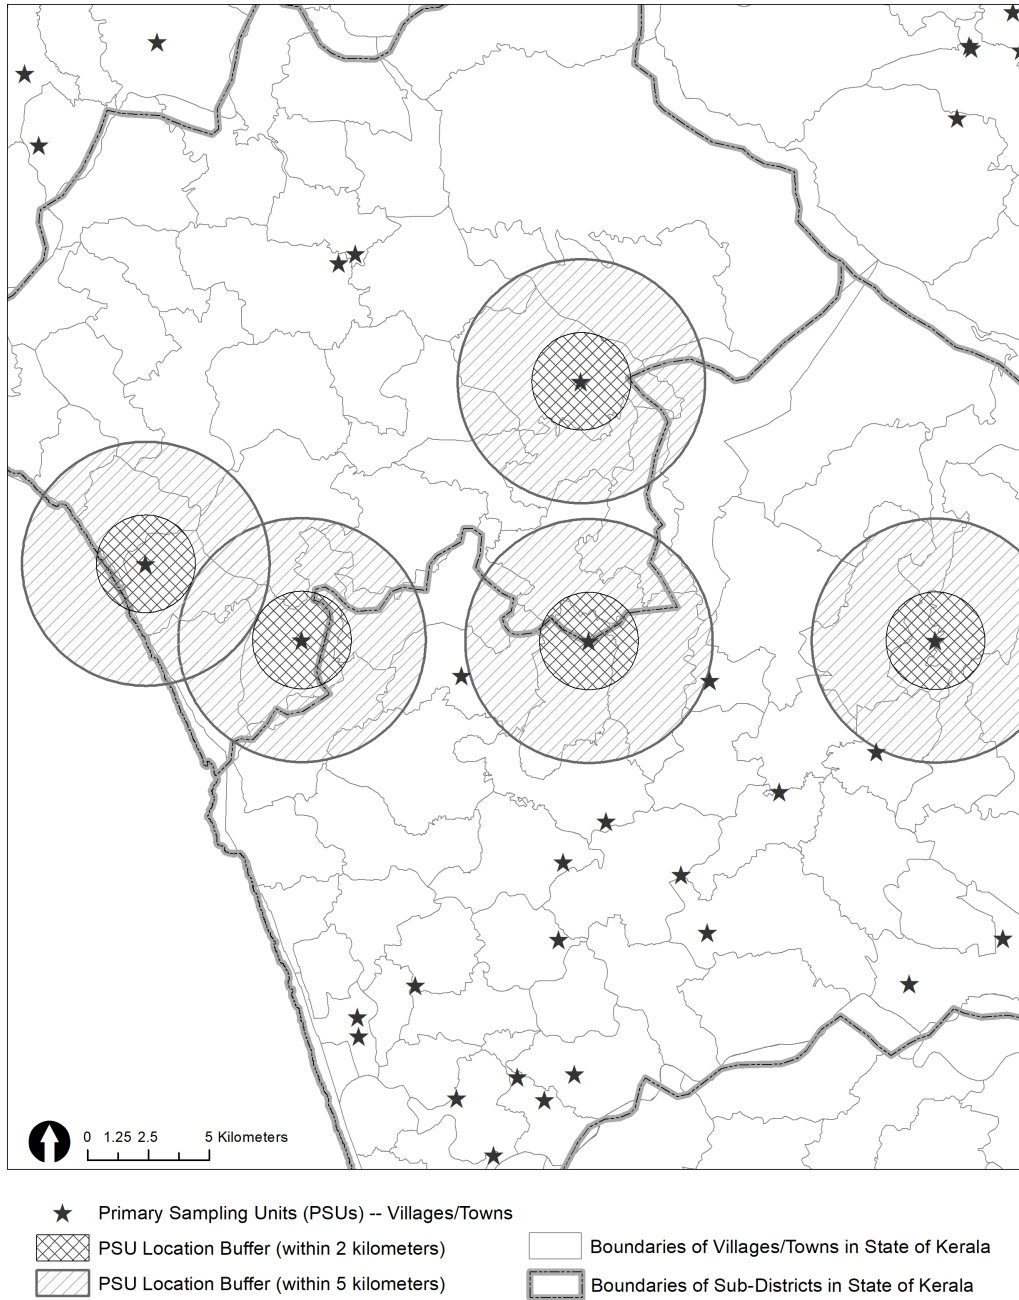 0 1.25 2.5 5 Kilometers
Primary Sampling Units (PSUs) -- Villages/Towns
PSU Location Buffer (within 2 kilometers)
Boundaries of Villages/Towns in State of Kerala
PSU Location Buffer (within 5 kilometers)
Boundaries of Sub-Districts in State of Kerala